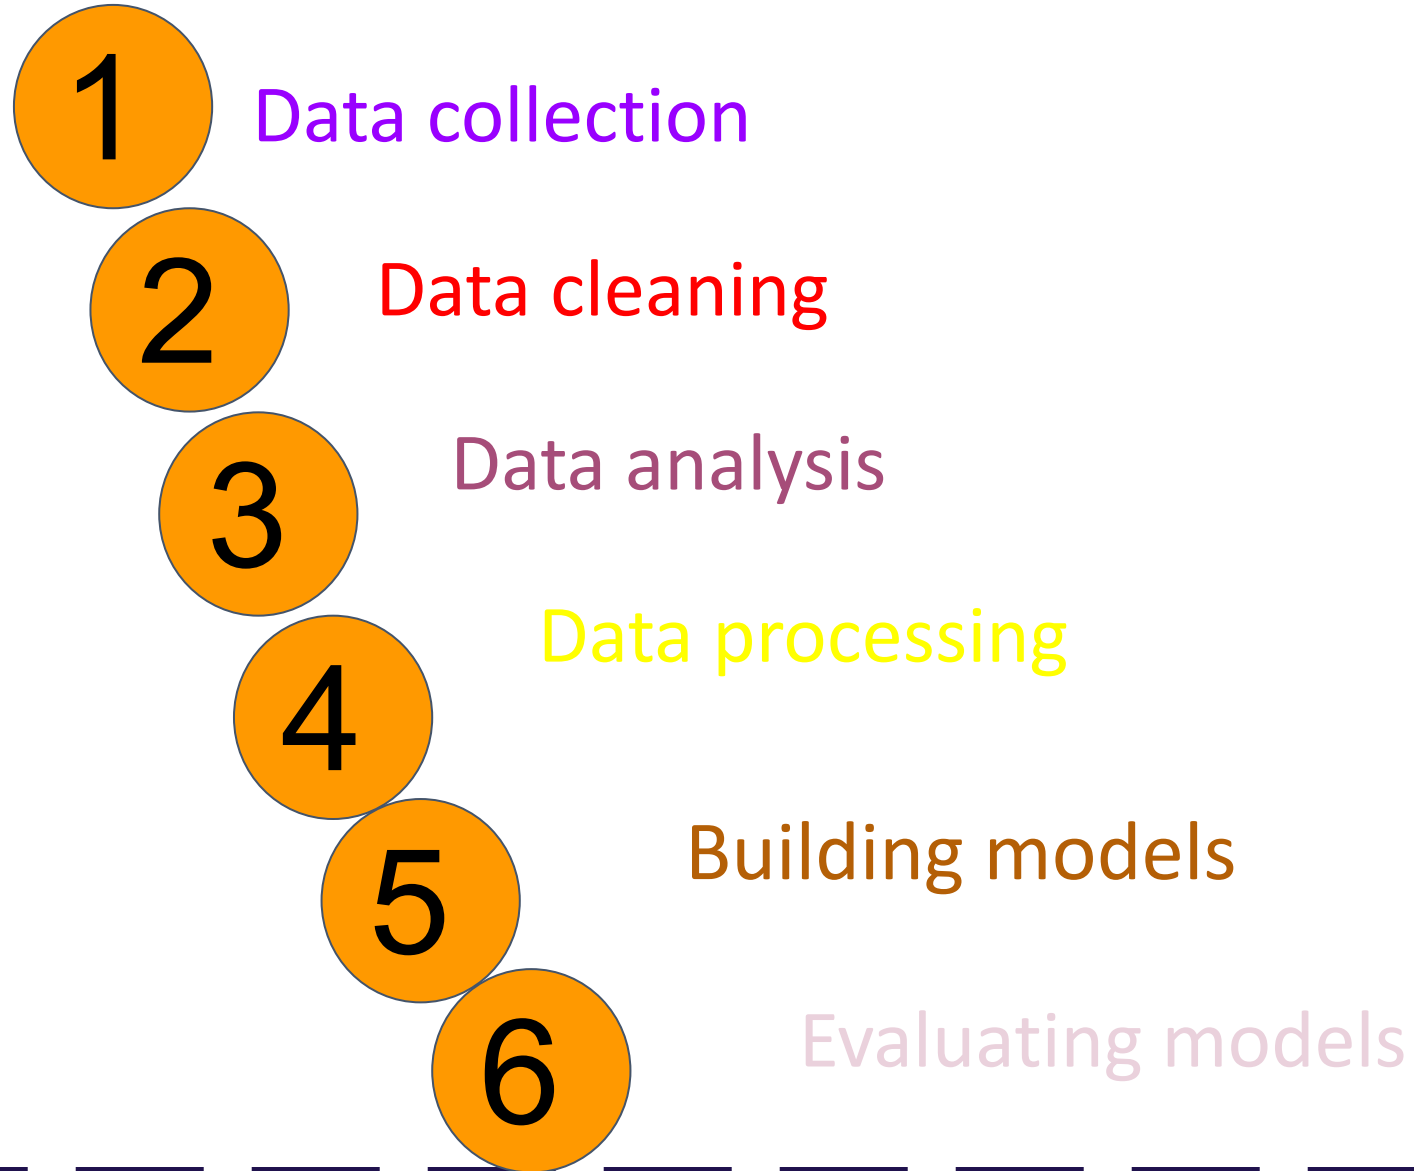 1 Data collection
2 Data cleaning
3 Data analysis
4 Data processing
5 Building models
6 Evaluating models